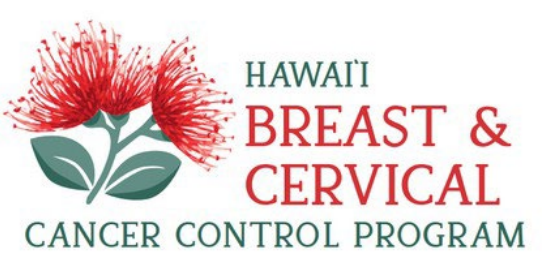 HAWAI'I
BREAST &
CERVICAL
CANCER CONTROL PROGRAM